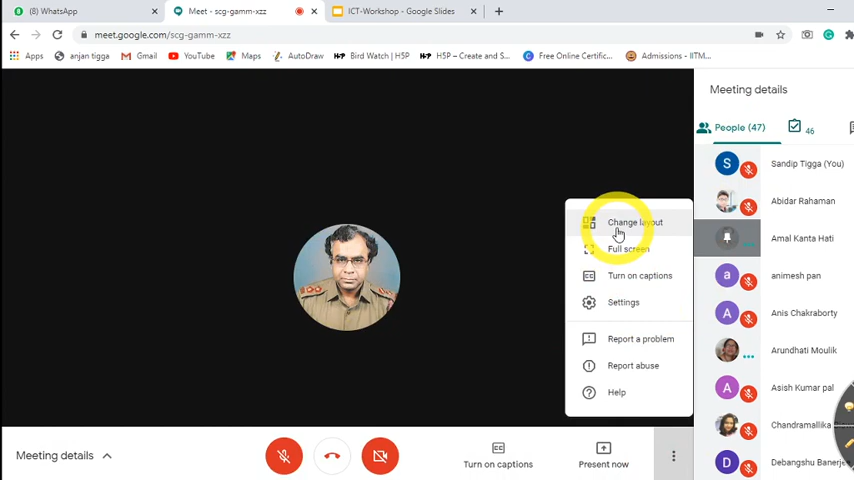 (1) WhatsApp
Meet - scg-gamm-xzz
ICT-Workshop - Google Slides
meet.google.com/scg-gamm-xzz
Apps
anjan tigga
Gmail
YouTube
Maps
AutoDraw
H5P
Bird Watch | H5P
H5P
H5P – Create and S...
Free Online Certific...
Admissions - IITM...
Meeting details
People (47)
46
S
Sandip Tigga (You)
Abidar Rahaman
Amal Kanta Hati
a
animesh pan
A
Anis Chakraborty
Arundhati Moulik
A
Asish Kumar pal
Chandramallika
D
Debangshu Banerje
Change layout
Full screen
CC
Turn on captions
Settings
Report a problem
Report abuse
Help
Meeting details
Turn on captions
Present now